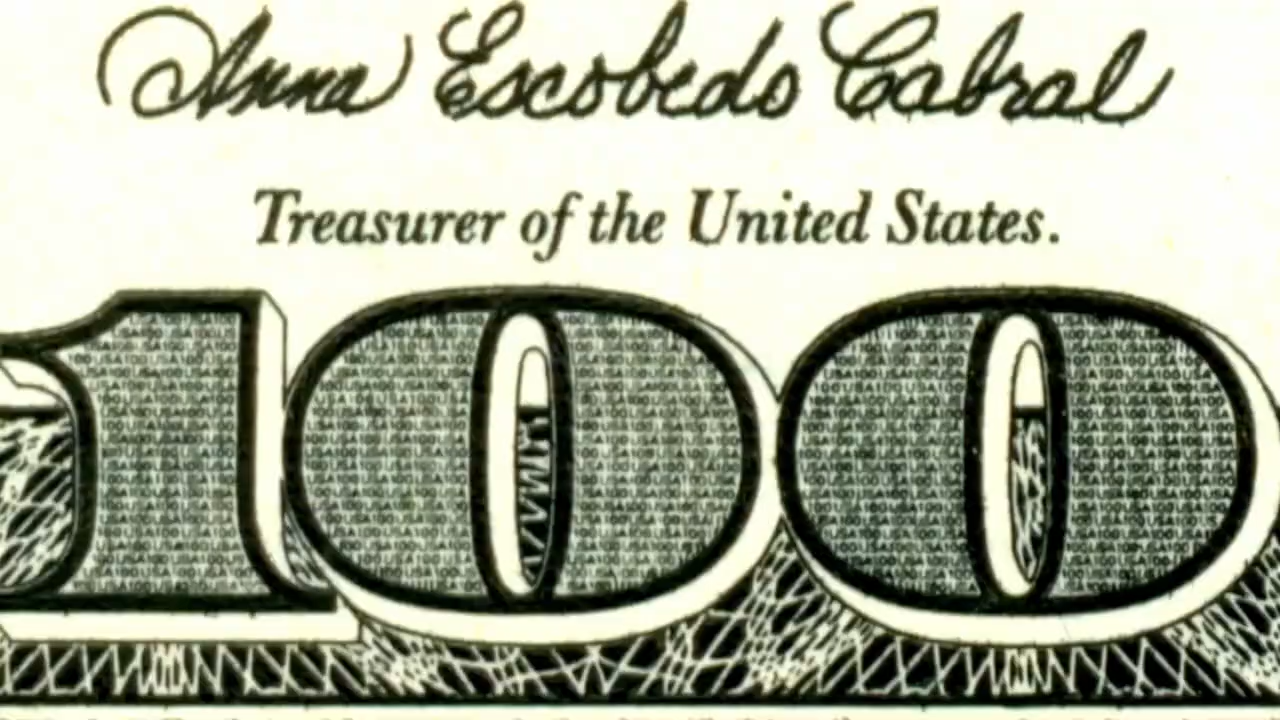 Anna Escobedo Cabral
Treasurer of the United States.
100